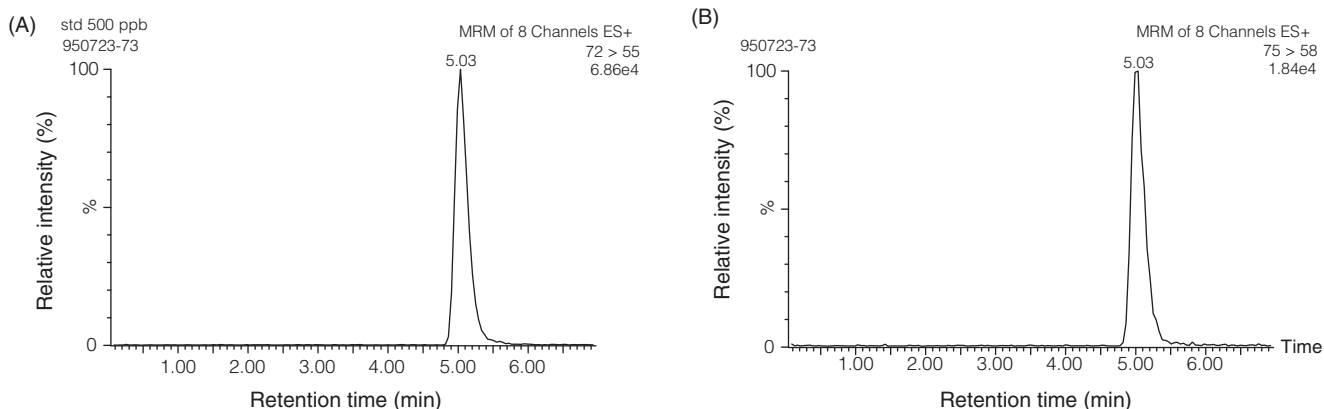 (A)
std 500 ppb
950723-73
MRM of 8 Channels ES+
72 > 55
6.86e4
5.03
100
%
0
Relative intensity (%)
1.00 2.00 3.00 4.00 5.00 6.00
Retention time (min)
(B)
950723-73
MRM of 8 Channels ES+
75 > 58
1.84e4
5.03
100
%
0
Relative intensity (%)
1.00 2.00 3.00 4.00 5.00 6.00
Time
Retention time (min)